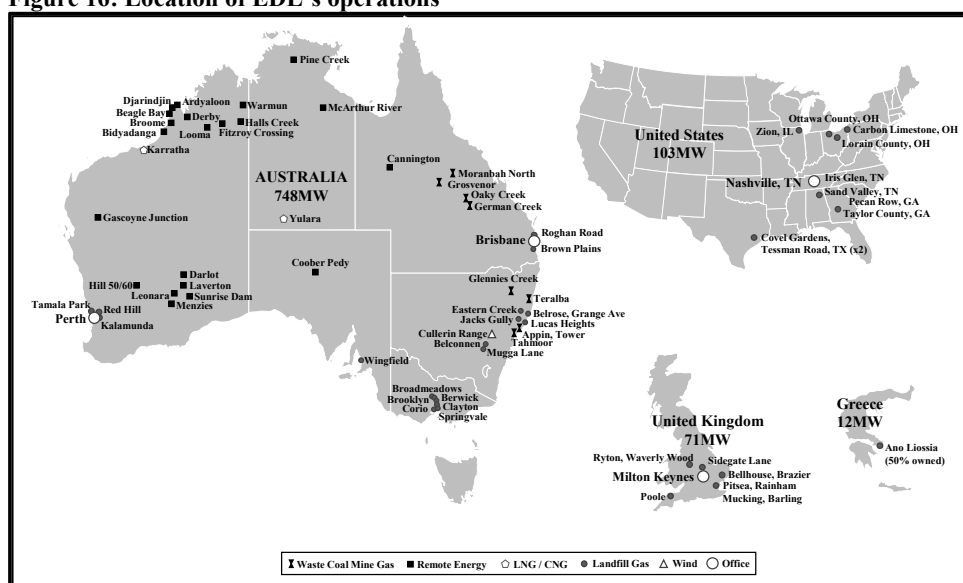 Figure 16: Location of EDL's operations
Pine Creek
Djarindjin
Ardyaloon
Warmun
McArthur River
Beagle Bay
Derby
Broome
Halls Creek
Bidyadanga
Looma
Fitzroy Crossing
Karratha
Cannington
Moranbah North
Grosvenor
Oaky Creek
German Creek
AUSTRALIA
748MW
Gascoyne Junction
Yulara
Roghan Road
Brisbane
Brown Plains
Coober Pedy
Darlot
Glennies Creek
Hill 50/60
Laverton
Leonara
Sunrise Dam
Teralba
Tamala Park
Red Hill
Menzies
Eastern Creek
Belrose, Grange Ave
Perth
Kalamunda
Jacks Gully
Lucas Heights
Cullerin Range
Appin, Tower
Tahmoor
Belconnen
Mugga Lane
Wingfield
Broadmeadows
Brooklyn
Berwick
Corio
Clayton
Springvale
United States
103MW
Ottawa County, OH
Zion, IL
Carbon Limestone, OH
Lorain County, OH
Nashville, TN
Iris Glen, TN
Sand Valley, TN
Pecan Row, GA
Taylor County, GA
Covel Gardens,
Tessman Road, TX (x2)
United Kingdom
71MW
Ryton, Waverly Wood
Sidegate Lane
Milton Keynes
Bellhouse, Brazier
Pitsea, Rainham
Poole
Mucking, Barling
Greece
12MW
Ano Liossia
(50% owned)
Waste Coal Mine Gas Remote Energy LNG / CNG Landfill Gas Wind Office